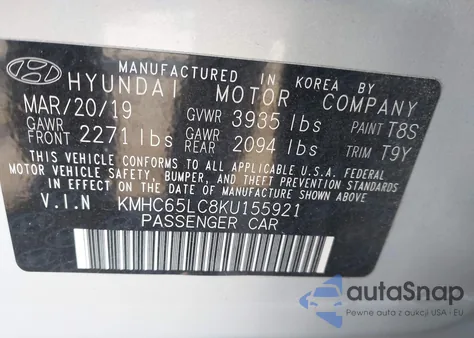 MANUFACTURED IN KOREA BY
HYUNDAI MOTOR COMPANY
MAR/20/19 GVWR 3935 lbs PAINT T8S
GAWR FRONT 2271 lbs GAWR REAR 2094 lbs TRIM T9Y
THIS VEHICLE CONFORMS TO ALL APPLICABLE U.S.A FEDERAL
MOTOR VEHICLE SAFETY, BUMPER, AND THEFT PREVENTION STANDARDS
IN EFFECT ON THE DATE OF MANUFACTURE SHOWN ABOVE.
V.I.N KMHC65LC8KU155921
PASSENGER CAR
autoSnap
Pewne auta z aukcji USA - EU